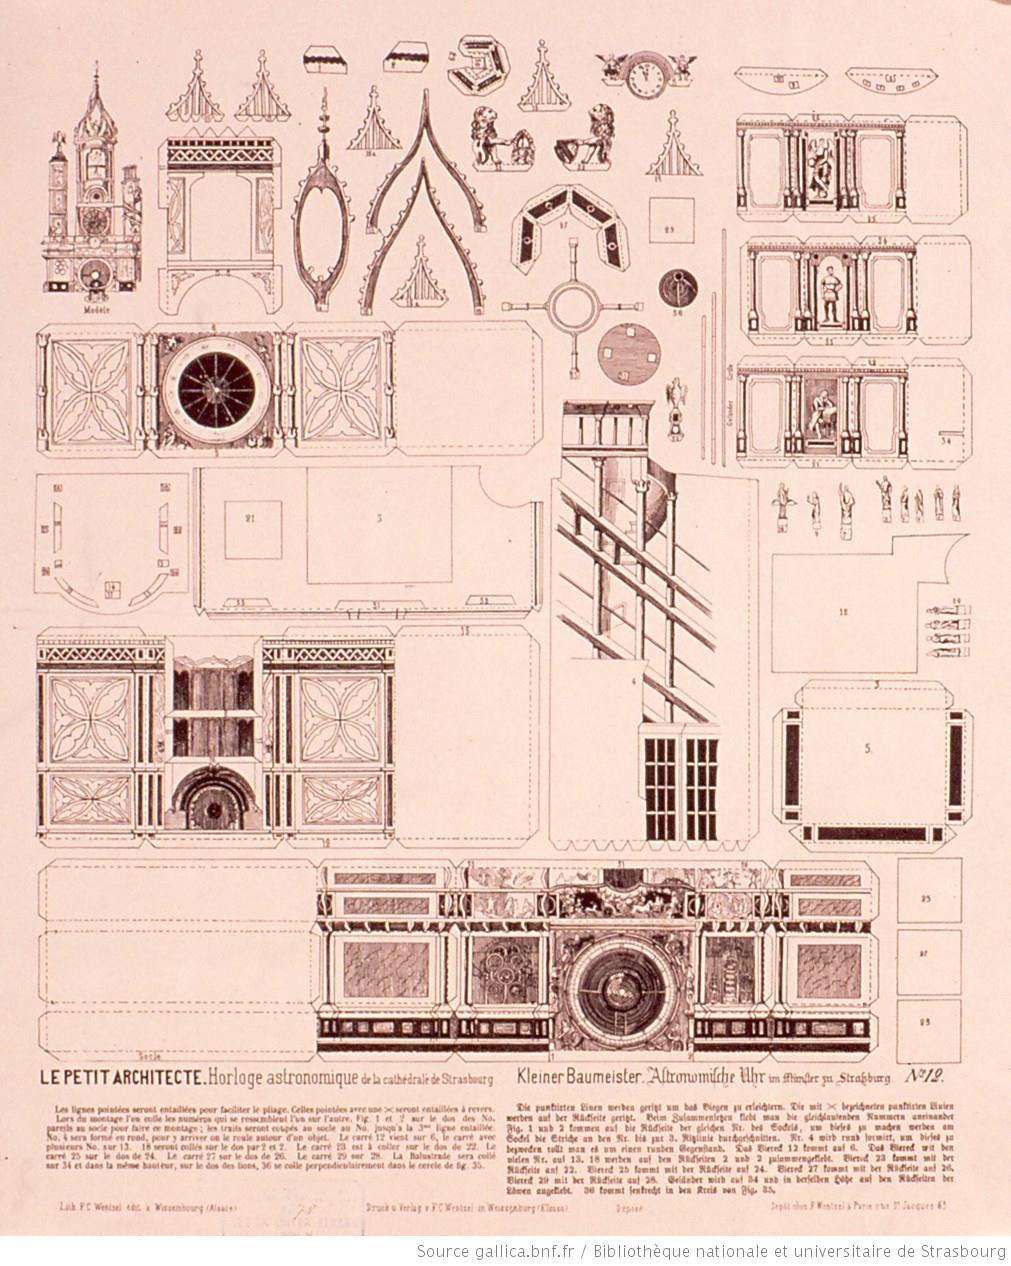 Modèle
Socle
LE PETIT ARCHITECTE. Horloge astronomique de la cathédrale de Strasbourg
Kleiner Baumeister. Astronomische Uhr im Münster zu Straßburg. No 12.
Les lignes pointées seront entaillées pour faciliter le pliage. Celles pointées avec une >< seront entaillées à revers.
Lors du montage l'on colle les numéros qui se ressemblent l'un sur l'autre. Fig. 1 et 2 sur le dos des No.
pareils au socle pour faire ce montage; les traits seront coupés au socle au No. jusqu'à la 3me ligne entaillée.
No. 4 sera formé en rond, pour y arriver on le roule autour d'un objet. Le carré 12 vient sur 6, le carré avec
plusieurs No. sur 13. 18 seront collés sur le dos par 2 et 2. Le carré 23 est à coller sur le dos de 22. Le
carré 25 sur le dos de 24. Le carré 27 sur le dos de 26. Le carré 29 sur 28. La Balustrade sera collé
sur 34 et dans la même hauteur, sur le dos des lions, 36 se colle perpendiculairement dans le cercle de fig. 35.
Die punktirten Linen werden geritzt um das Biegen zu erleichtern. Die mit >< bezeichneten punktirten Linien
werden auf der Rückseite geritzt. Beim Zusammenlegen klebt man die gleichlautenden Nummern aneinander
Fig. 1 und 2 kommen auf die Rückseite der gleichen Nr. des Sockels, um dieses zu machen werden am
Sockel die Striche an den Nr. bis zur 3. Ritzlinie durchgeschnitten. Nr. 4 wird rund formirt, um dieses zu
bezwecken rollt man es um einen runden Gegenstand. Das Viereck 12 kommt auf 6. Das Viereck mit
vielen Nr. auf 13. 18 werden auf den Rückseiten 2 und 2 zusammengeklebt. Viereck 23 kommt mit der
Rückseite auf 22. Viereck 25 kommt mit der Rückseite auf 24. Viereck 27 kommt mit der Rückseite auf 26.
Viereck 29 mit der Rückseite auf 28. Geländer wird auf 34 und in derselben Höhe auf den Rückseiten der
Löwen angeklebt. 36 kommt senkrecht in den Kreis von Fig. 35.
Lith. F. C. Wentzel édt. à Wissembourg (Alsace) Druck u Verlag v. F. C. Wentzel in Weissenburg (Elsass) Déposé Dépôt chez F. Wentzel à Paris rue St Jacques 65
Source gallica.bnf.fr / Bibliothèque nationale et universitaire de Strasbourg